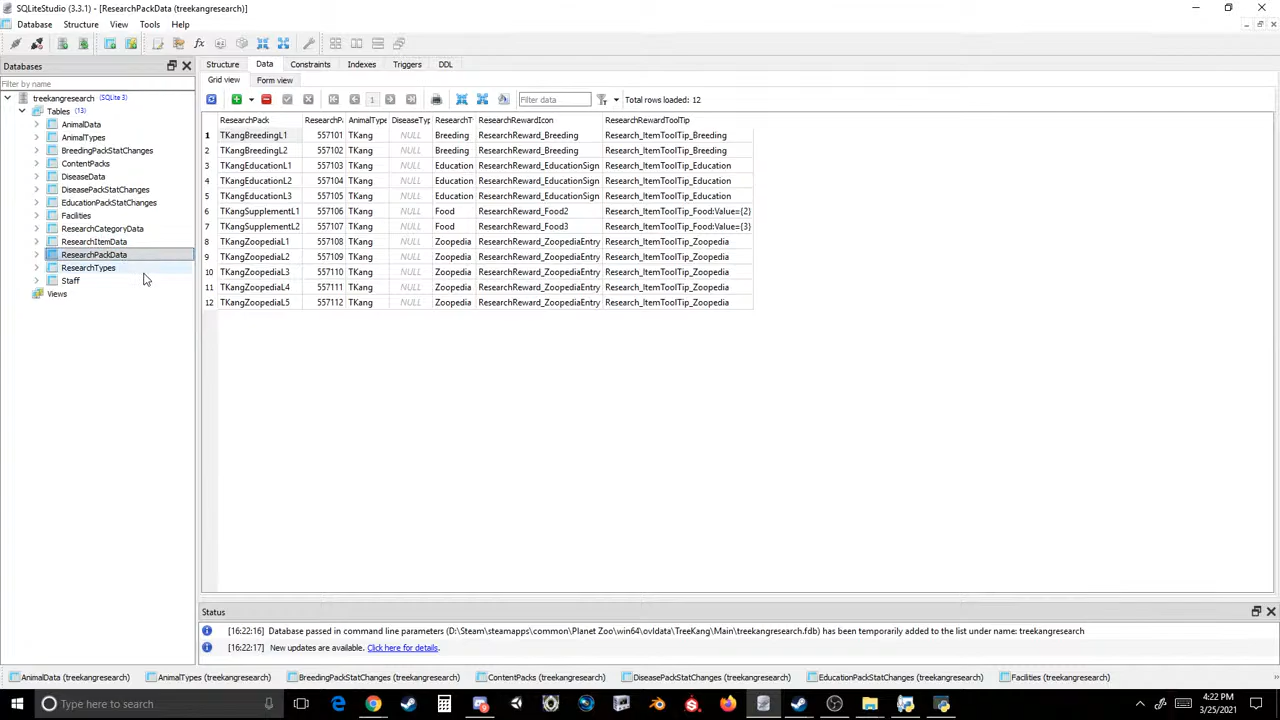 SQLiteStudio (3.3.1) - [ResearchPackData (treekangresearch)]
Database Structure View Tools Help
Databases
Structure Data Constraints Indexes Triggers DDL
Filter by name
Grid view Form view
1 Filter data Total rows loaded: 12
treekangresearch (SQLite 3)
Tables (13)
AnimalData
AnimalTypes
BreedingPackStatChanges
ContentPacks
DiseaseData
DiseasePackStatChanges
EducationPackStatChanges
Facilities
ResearchCategoryData
ResearchItemData
ResearchPackData
ResearchTypes
Staff
Views
ResearchPack ResearchPa AnimalType DiseaseTyp ResearchT ResearchRewardIcon ResearchRewardToolTip
1 TKangBreedingL1 557101 TKang NULL Breeding ResearchReward_Breeding Research_ItemToolTip_Breeding
2 TKangBreedingL2 557102 TKang NULL Breeding ResearchReward_Breeding Research_ItemToolTip_Breeding
3 TKangEducationL1 557103 TKang NULL Education ResearchReward_EducationSign Research_ItemToolTip_Education
4 TKangEducationL2 557104 TKang NULL Education ResearchReward_EducationSign Research_ItemToolTip_Education
5 TKangEducationL3 557105 TKang NULL Education ResearchReward_EducationSign Research_ItemToolTip_Education
6 TKangSupplementL1 557106 TKang NULL Food ResearchReward_Food2 Research_ItemToolTip_Food:Value={2}
7 TKangSupplementL2 557107 TKang NULL Food ResearchReward_Food3 Research_ItemToolTip_Food:Value={3}
8 TKangZoopediaL1 557108 TKang NULL Zoopedia ResearchReward_ZoopediaEntry Research_ItemToolTip_Zoopedia
9 TKangZoopediaL2 557109 TKang NULL Zoopedia ResearchReward_ZoopediaEntry Research_ItemToolTip_Zoopedia
10 TKangZoopediaL3 557110 TKang NULL Zoopedia ResearchReward_ZoopediaEntry Research_ItemToolTip_Zoopedia
11 TKangZoopediaL4 557111 TKang NULL Zoopedia ResearchReward_ZoopediaEntry Research_ItemToolTip_Zoopedia
12 TKangZoopediaL5 557112 TKang NULL Zoopedia ResearchReward_ZoopediaEntry Research_ItemToolTip_Zoopedia
Status
[16:22:16] Database passed in command line parameters (D:\Steam\steamapps\common\Planet Zoo\win64\ovldata\TreeKang\Main\treekangresearch.fdb) has been temporarily added to the list under name: treekangresearch
[16:22:17] New updates are available. Click here for details.
AnimalData (treekangresearch) AnimalTypes (treekangresearch) BreedingPackStatChanges (treekangresearch) ContentPacks (treekangresearch) DiseasePackStatChanges (treekangresearch) EducationPackStatChanges (treekangresearch) Facilities (treekangresearch)
Type here to search
4:22 PM
3/25/2021